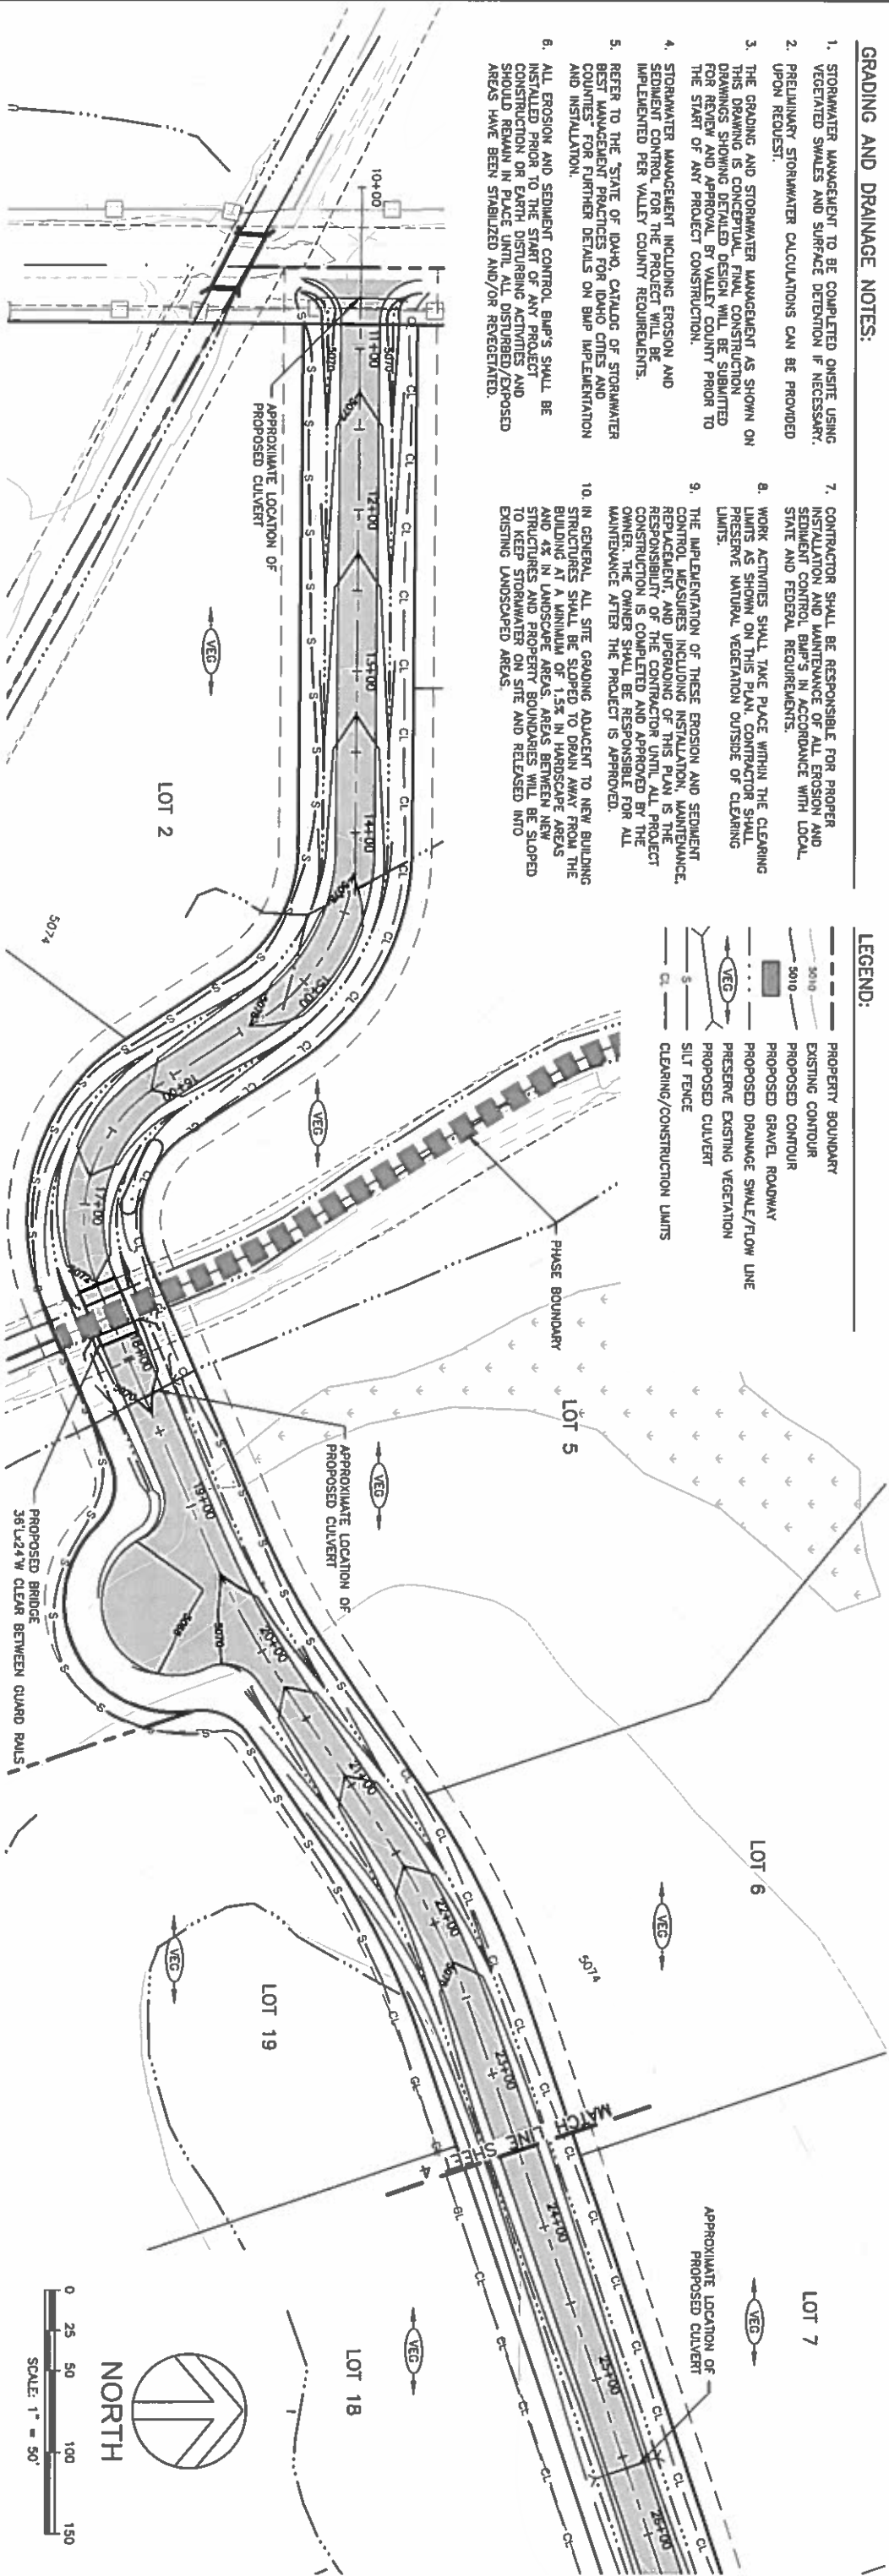 GRADING AND DRAINAGE NOTES:
1. STORMWATER MANAGEMENT TO BE COMPLETED ONSITE USING
VEGETATED SWALES AND SURFACE DETENTION IF NECESSARY.
2. PRELIMINARY STORMWATER CALCULATIONS CAN BE PROVIDED
UPON REQUEST.
3. THE GRADING AND STORMWATER MANAGEMENT AS SHOWN ON
THIS DRAWING IS CONCEPTUAL. FINAL CONSTRUCTION
DRAWINGS SHOWING DETAILED DESIGN WILL BE SUBMITTED
FOR REVIEW AND APPROVAL BY VALLEY COUNTY PRIOR TO
THE START OF ANY PROJECT CONSTRUCTION.
4. STORMWATER MANAGEMENT INCLUDING EROSION AND
SEDIMENT CONTROL FOR THE PROJECT WILL BE
IMPLEMENTED PER VALLEY COUNTY REQUIREMENTS.
5. REFER TO THE "STATE OF IDAHO, CATALOG OF STORMWATER
BEST MANAGEMENT PRACTICES FOR IDAHO CITIES AND
COUNTIES" FOR FURTHER DETAILS ON BMP IMPLEMENTATION
AND INSTALLATION.
6. ALL EROSION AND SEDIMENT CONTROL BMP'S SHALL BE
INSTALLED PRIOR TO THE START OF ANY PROJECT
CONSTRUCTION OR EARTH DISTURBING ACTIVITIES AND
SHOULD REMAIN IN PLACE UNTIL ALL DISTURBED/EXPOSED
AREAS HAVE BEEN STABILIZED AND/OR REVEGETATED.
7. CONTRACTOR SHALL BE RESPONSIBLE FOR PROPER
INSTALLATION AND MAINTENANCE OF ALL EROSION AND
SEDIMENT CONTROL BMP'S IN ACCORDANCE WITH LOCAL,
STATE AND FEDERAL REQUIREMENTS.
8. WORK ACTIVITIES SHALL TAKE PLACE WITHIN THE CLEARING
LIMITS AS SHOWN ON THIS PLAN. CONTRACTOR SHALL
PRESERVE NATURAL VEGETATION OUTSIDE OF CLEARING
LIMITS.
9. THE IMPLEMENTATION OF THESE EROSION AND SEDIMENT
CONTROL MEASURES INCLUDING INSTALLATION, MAINTENANCE,
REPLACEMENT, AND UPGRADING OF THIS PLAN IS THE
RESPONSIBILITY OF THE CONTRACTOR UNTIL ALL PROJECT
CONSTRUCTION IS COMPLETED AND APPROVED BY THE
OWNER. THE OWNER SHALL BE RESPONSIBLE FOR ALL
MAINTENANCE AFTER THE PROJECT IS APPROVED.
10. IN GENERAL, ALL SITE GRADING ADJACENT TO NEW BUILDING
STRUCTURES SHALL BE SLOPED TO DRAIN AWAY FROM THE
BUILDING AT A MINIMUM OF 1.5% IN HARDSCAPE AREAS
AND 4% IN LANDSCAPE AREAS. AREAS BETWEEN NEW
STRUCTURES AND PROPERTY BOUNDARIES WILL BE SLOPED
TO KEEP STORMWATER ON SITE AND RELEASED INTO
EXISTING LANDSCAPED AREAS.
LEGEND:
PROPERTY BOUNDARY
5010 EXISTING CONTOUR
5010 PROPOSED CONTOUR
PROPOSED GRAVEL ROADWAY
PROPOSED DRAINAGE SWALE/FLOW LINE
VEG PRESERVE EXISTING VEGETATION
PROPOSED CULVERT
S SILT FENCE
CL CLEARING/CONSTRUCTION LIMITS
10+00
11+00
12+00
13+00
14+00
15+00
16+00
17+00
18+00
19+00
20+00
21+00
22+00
23+00
24+00
25+00
26+00
5070
5070
APPROXIMATE LOCATION OF
PROPOSED CULVERT
VEG
LOT 2
5074
VEG
PHASE BOUNDARY
LOT 5
VEG
APPROXIMATE LOCATION OF
PROPOSED CULVERT
PROPOSED BRIDGE
36'Lx24'W CLEAR BETWEEN GUARD RAILS
5070
LOT 6
VEG
5074
VEG
LOT 19
MATCH LINE SHEET 4
APPROXIMATE LOCATION OF
PROPOSED CULVERT
LOT 7
VEG
VEG
LOT 18
NORTH
0 25 50 100 150
SCALE: 1" = 50'